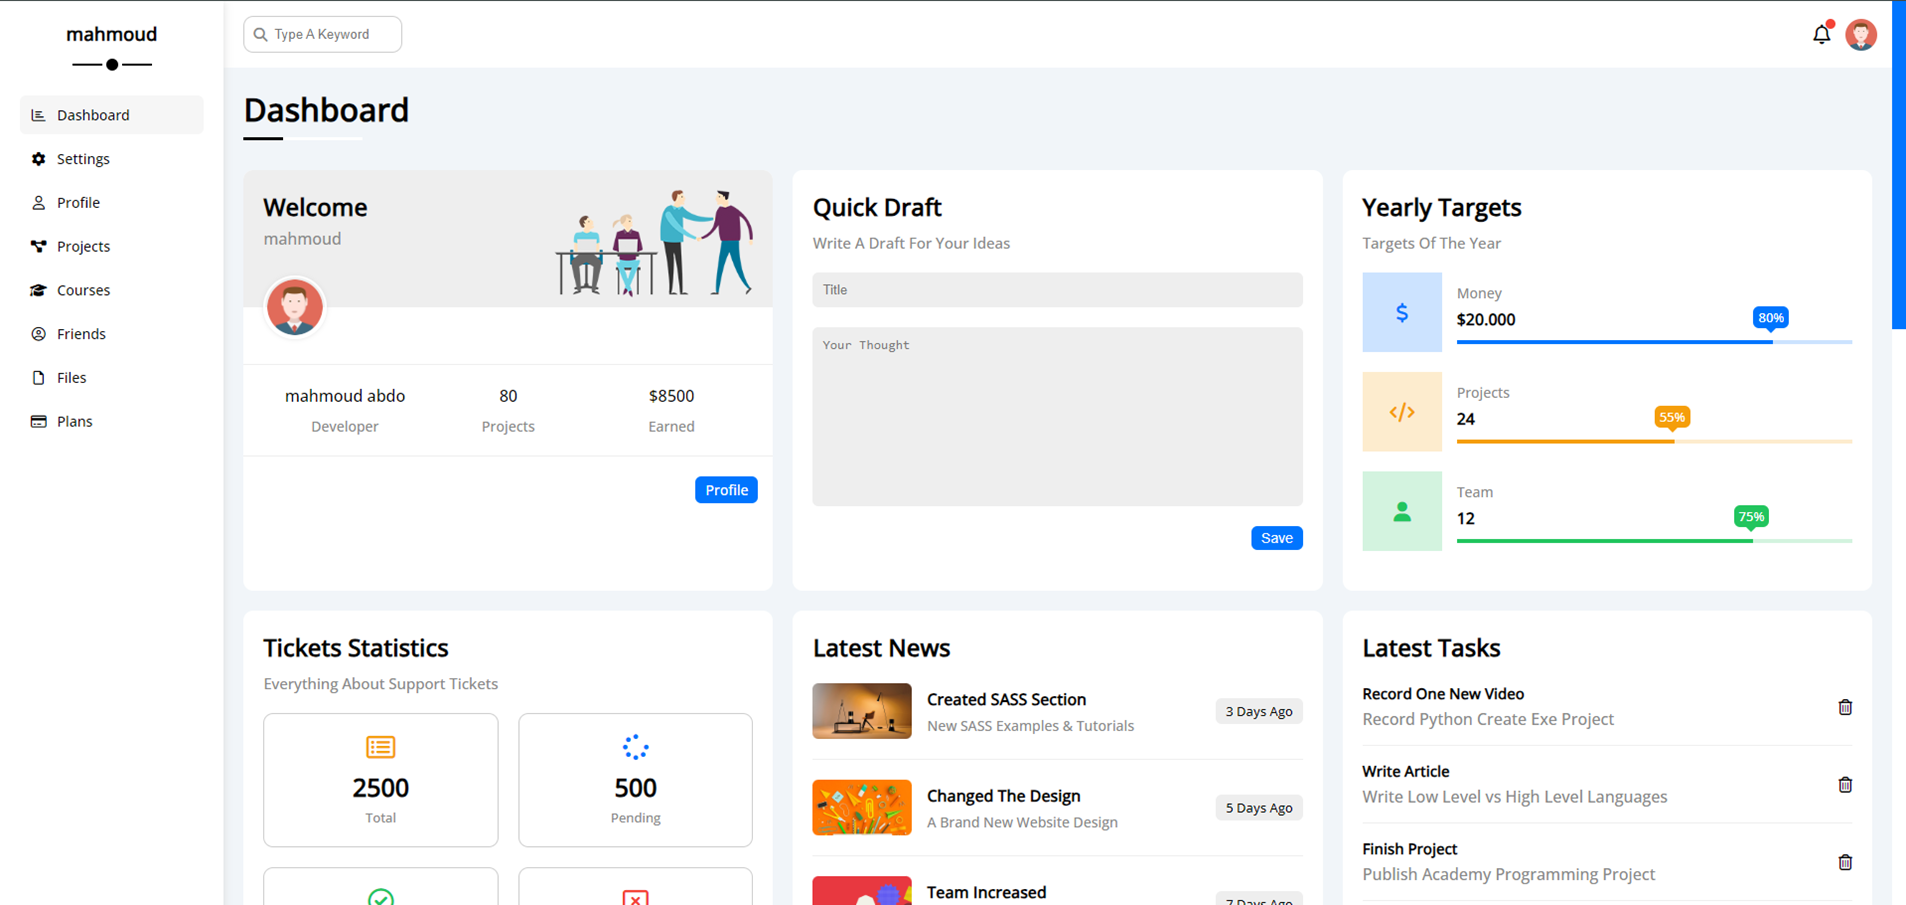 mahmoud
Type A Keyword
Dashboard
Settings
Profile
Projects
Courses
Friends
Files
Plans
Dashboard
Welcome
mahmoud
mahmoud abdo
Developer
80
Projects
$8500
Earned
Profile
Quick Draft
Write A Draft For Your Ideas
Title
Your Thought
Save
Yearly Targets
Targets Of The Year
$
Money
$20.000
80%
</>
Projects
24
55%
Team
12
75%
Tickets Statistics
Everything About Support Tickets
2500
Total
500
Pending
Latest News
Created SASS Section
New SASS Examples & Tutorials
3 Days Ago
Changed The Design
A Brand New Website Design
5 Days Ago
Team Increased
7 Days Ago
Latest Tasks
Record One New Video
Record Python Create Exe Project
Write Article
Write Low Level vs High Level Languages
Finish Project
Publish Academy Programming Project